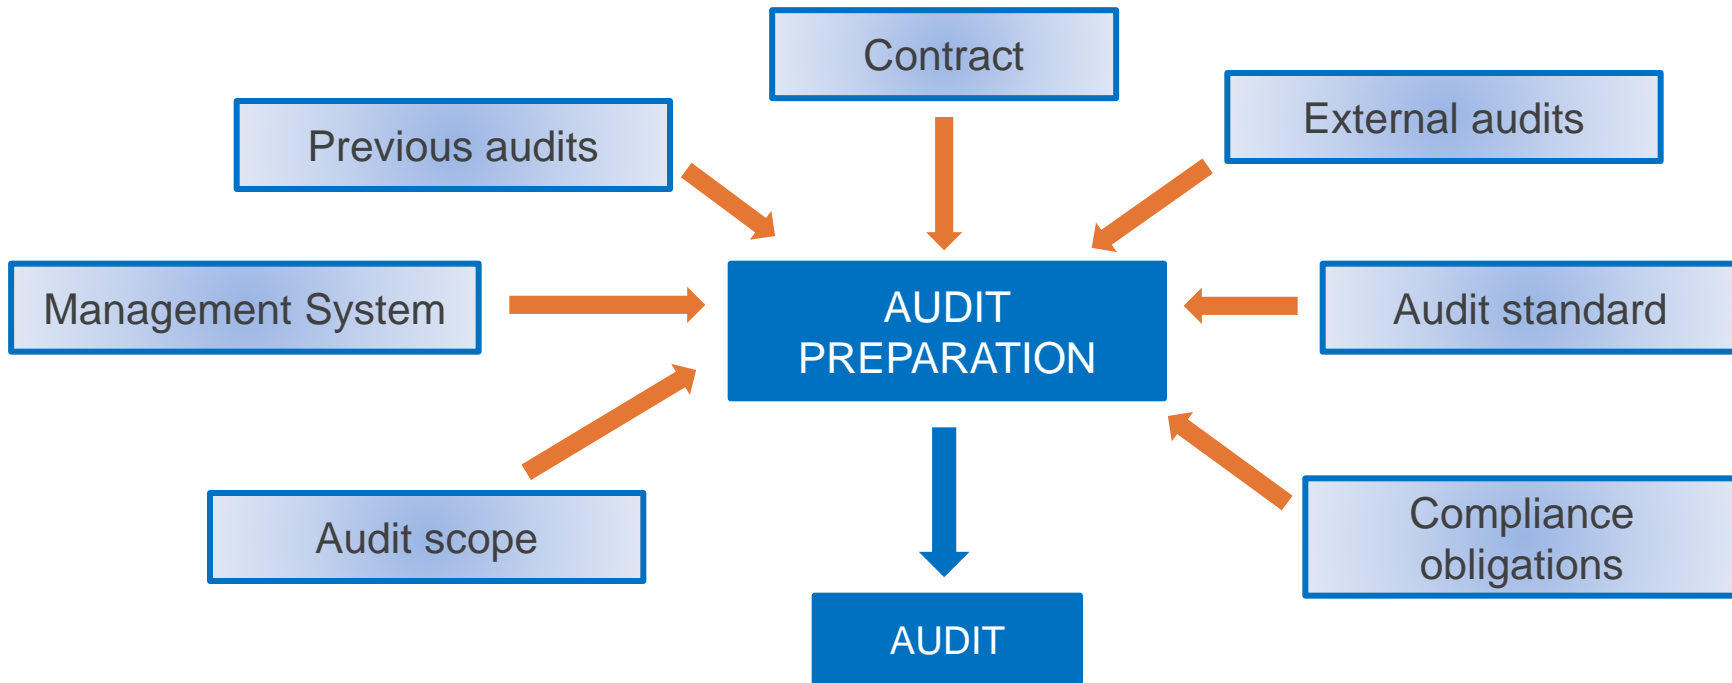 Contract
Previous audits
External audits
Management System
AUDIT
PREPARATION
Audit standard
Audit scope
Compliance
obligations
AUDIT